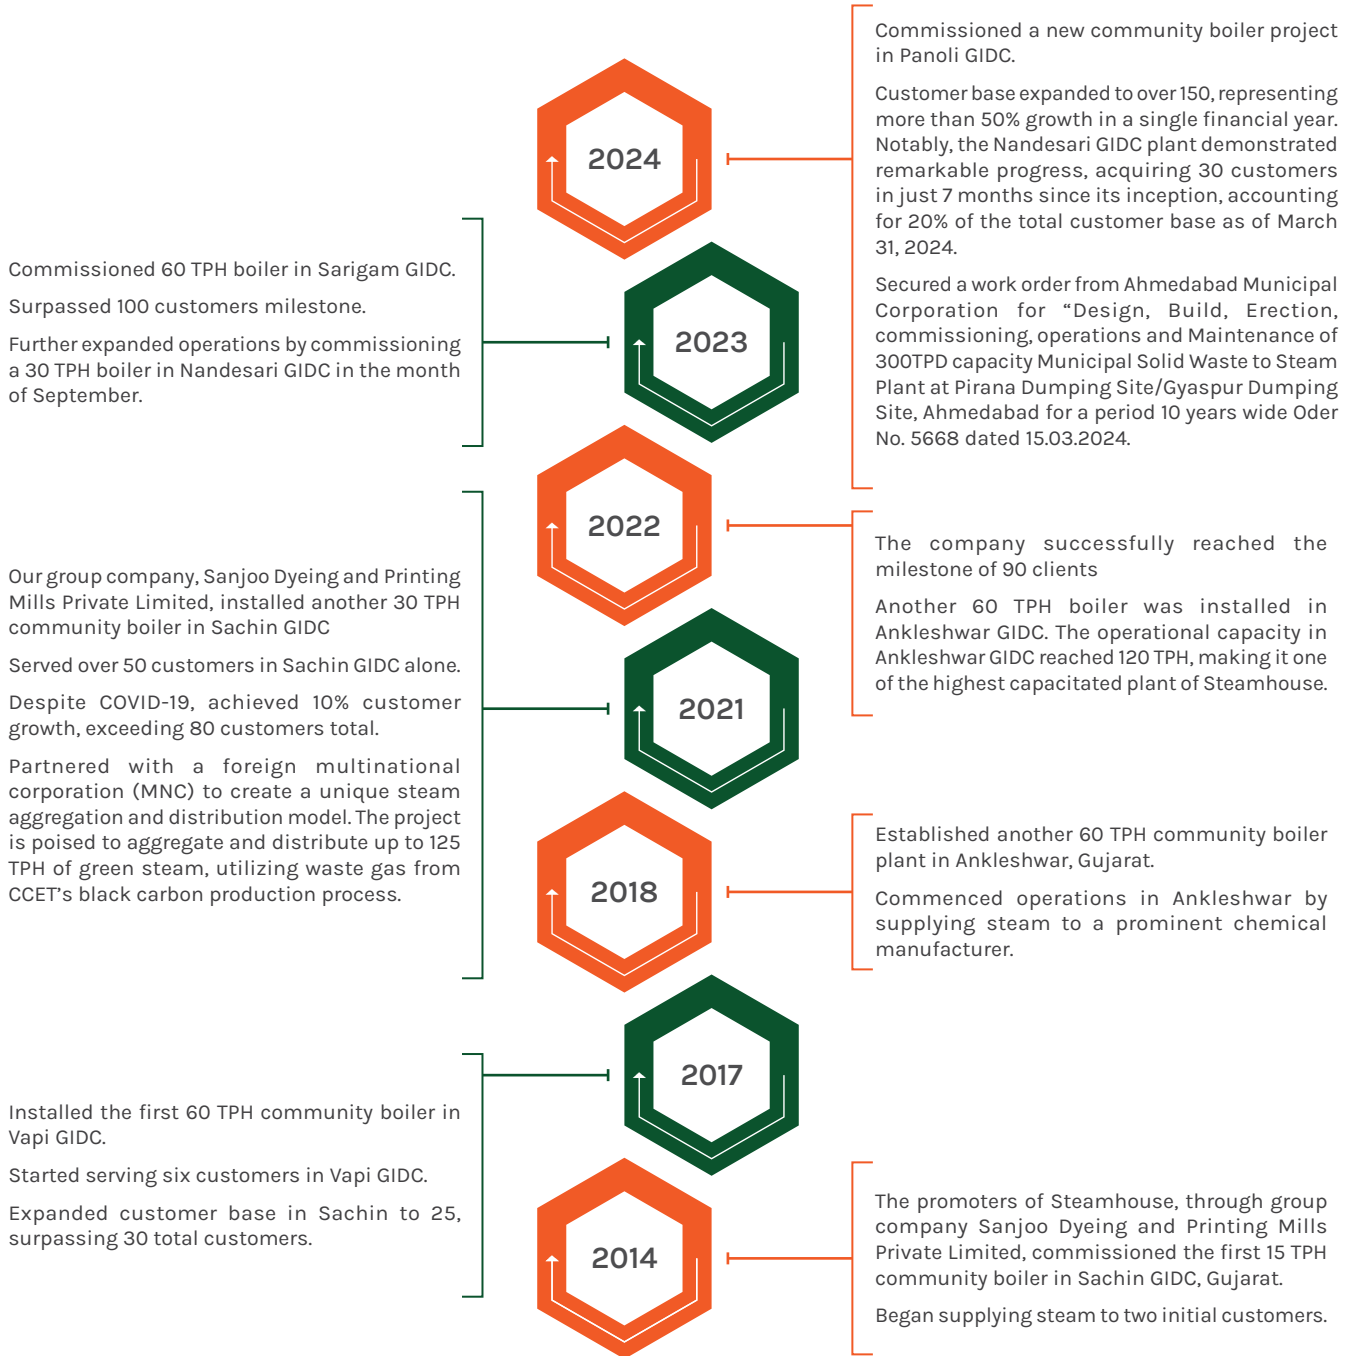 2024
Commissioned a new community boiler project
in Panoli GIDC.
Customer base expanded to over 150, representing
more than 50% growth in a single financial year.
Notably, the Nandesari GIDC plant demonstrated
remarkable progress, acquiring 30 customers
in just 7 months since its inception, accounting
for 20% of the total customer base as of March
31, 2024.
Secured a work order from Ahmedabad Municipal
Corporation for “Design, Build, Erection,
commissioning, operations and Maintenance of
300TPD capacity Municipal Solid Waste to Steam
Plant at Pirana Dumping Site/Gyaspur Dumping
Site, Ahmedabad for a period 10 years wide Oder
No. 5668 dated 15.03.2024.
2023
Commissioned 60 TPH boiler in Sarigam GIDC.
Surpassed 100 customers milestone.
Further expanded operations by commissioning
a 30 TPH boiler in Nandesari GIDC in the month
of September.
2022
The company successfully reached the
milestone of 90 clients
Another 60 TPH boiler was installed in
Ankleshwar GIDC. The operational capacity in
Ankleshwar GIDC reached 120 TPH, making it one
of the highest capacitated plant of Steamhouse.
2021
Our group company, Sanjoo Dyeing and Printing
Mills Private Limited, installed another 30 TPH
community boiler in Sachin GIDC
Served over 50 customers in Sachin GIDC alone.
Despite COVID-19, achieved 10% customer
growth, exceeding 80 customers total.
Partnered with a foreign multinational
corporation (MNC) to create a unique steam
aggregation and distribution model. The project
is poised to aggregate and distribute up to 125
TPH of green steam, utilizing waste gas from
CCET’s black carbon production process.
2018
Established another 60 TPH community boiler
plant in Ankleshwar, Gujarat.
Commenced operations in Ankleshwar by
supplying steam to a prominent chemical
manufacturer.
2017
Installed the first 60 TPH community boiler in
Vapi GIDC.
Started serving six customers in Vapi GIDC.
Expanded customer base in Sachin to 25,
surpassing 30 total customers.
2014
The promoters of Steamhouse, through group
company Sanjoo Dyeing and Printing Mills
Private Limited, commissioned the first 15 TPH
community boiler in Sachin GIDC, Gujarat.
Began supplying steam to two initial customers.